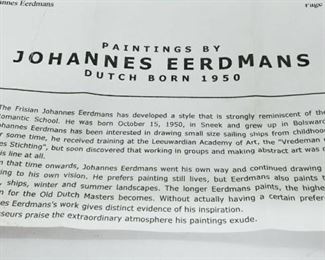 nnes Eerdmans
Page
PAINTINGS BY
JOHANNES EERDMANS
DUTCH BORN 1950
The Frisian Johannes Eerdmans has developed a style that is strongly reminiscent of the
omantic School. He was born October 15, 1950, in Sneek and grew up in Bolsward
ohannes Eerdmans has been interested in drawing small size sailing ships from childhood
r some time, he received training at the Leewuardian Academy of Art, the "Vredeman
es Stichting", but soon discovered that working in groups and making abstract art was
is line at all.
m that time onwards, Johannes Eerdmans went his own way and continued drawing
ing to his own vision. He prefers painting still lives, but Eerdmans also paints
, ships, winter and summer landscapes. The longer Eerdmans paints, the higher
n for the Old Dutch Masters becomes. Without actually having a certain prefer
es Eerdmans's work gives distinct evidence of his inspiration.
seurs praise the extraordinary atmosphere his paintings exude.